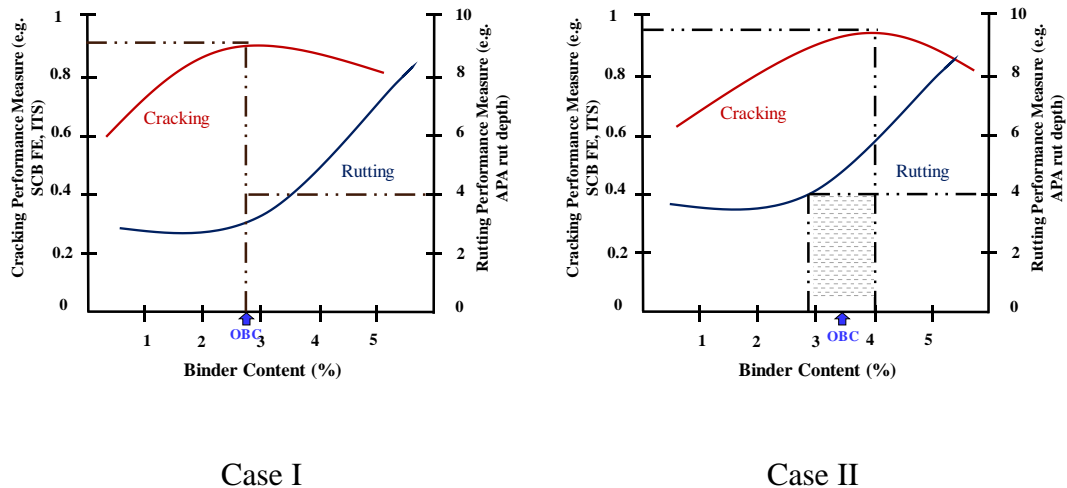 Cracking Performance Measure (e.g.
SCB FE, ITS)
1
0.8
0.6
0.4
0.2
0
Cracking
Rutting
10
8
6
4
2
0
Rutting Performance Measure (e.g.
APA rut depth)
1
2
OBC
3
4
5
Binder Content (%)
Case I
Cracking Performance Measure (e.g.
SCB FE, ITS)
1
0.8
0.6
0.4
0.2
0
Cracking
Rutting
10
8
6
4
2
0
Rutting Performance Measure (e.g.
APA rut depth)
1
2
3
OBC
4
5
Binder Content (%)
Case II